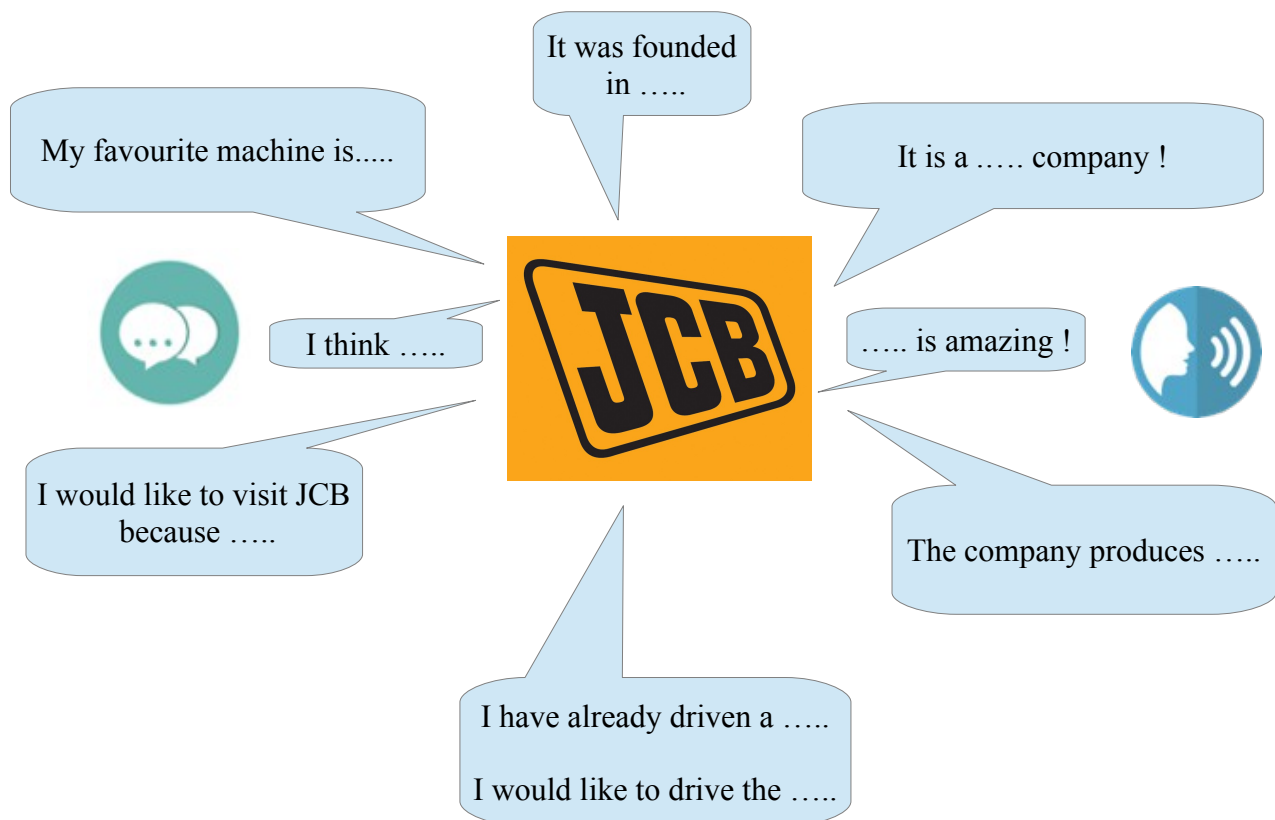 It was founded
in …..
My favourite machine is.....
It is a ..… company !
JCB
I think …..
….. is amazing !
I would like to visit JCB
because …..
The company produces …..
I have already driven a …..
I would like to drive the …..